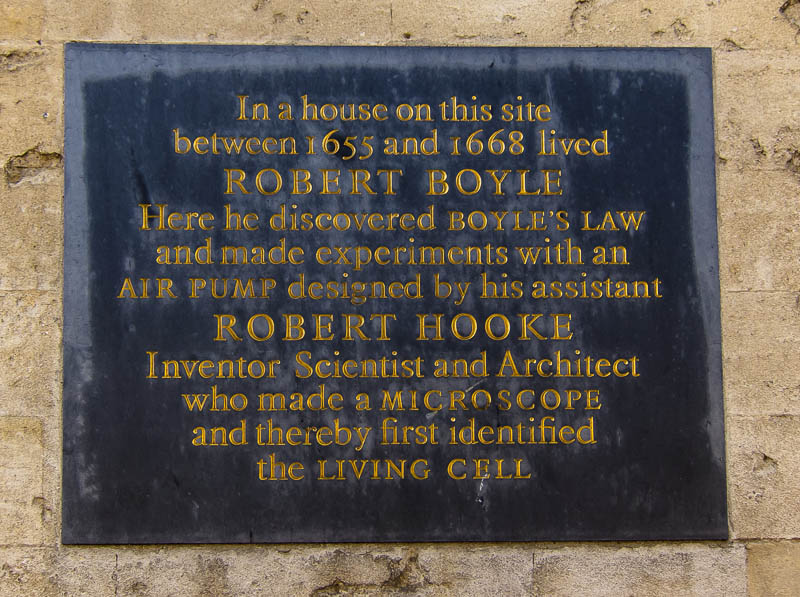 In a house on this site
between 1655 and 1668 lived
ROBERT BOYLE
Here he discovered BOYLE'S LAW
and made experiments with an
AIR PUMP designed by his assistant
ROBERT HOOKE
Inventor Scientist and Architect
who made a MICROSCOPE
and thereby first identified
the LIVING CELL